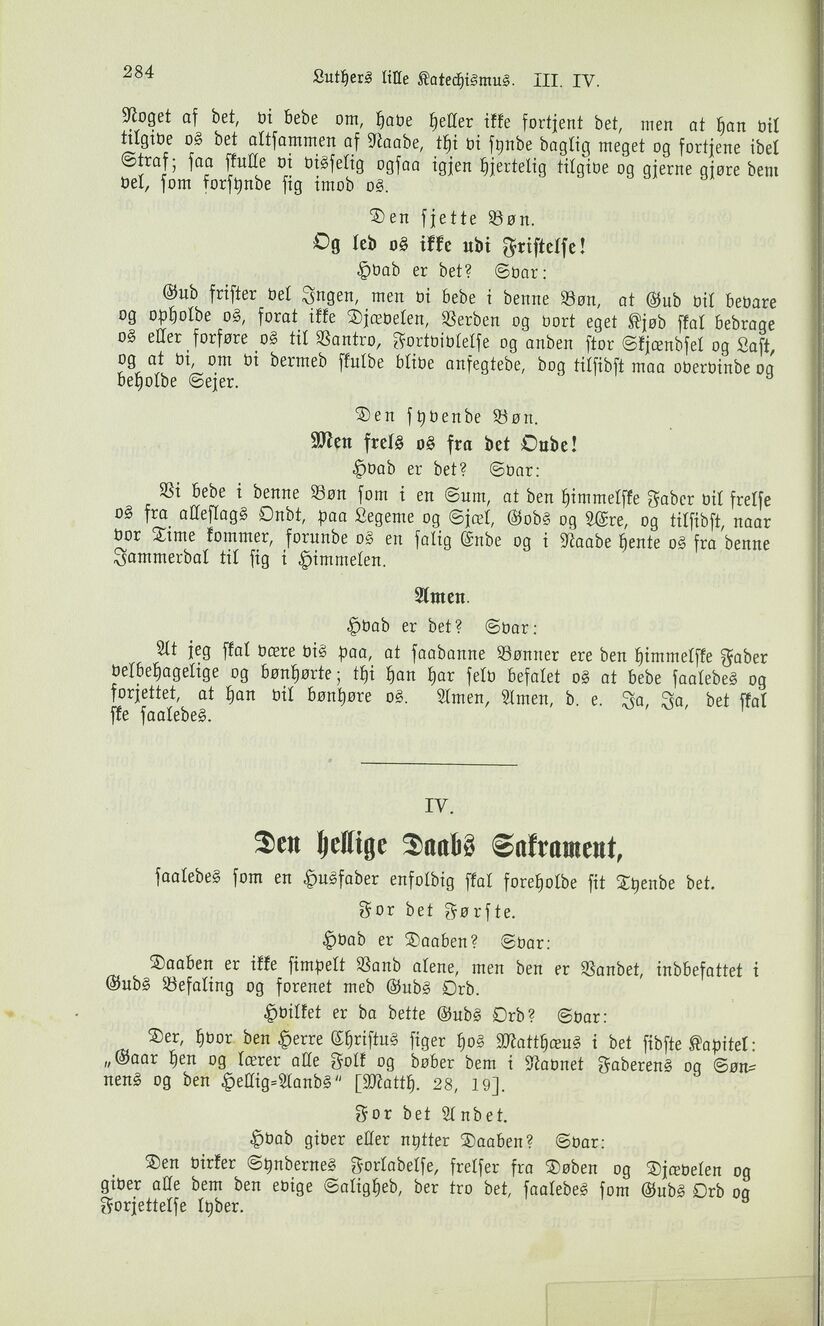 284
Luthers lille Katechismus. III. IV.
Noget af det, vi bede om, have heller ikke fortjent det, men at han vil
tilgive os det altsammen af Naade, thi vi synde daglig meget og fortjene idel
Straf; saa skulle vi visselig ogsaa igjen hjertelig tilgive og gjerne gjøre dem
vel, som forsynde sig imod os.
Den sjette Bøn.
Og led os ikke udi Fristelse!
Hvad er det? Svar:
Gud frister vel Ingen, men vi bede i denne Bøn, at Gud vil bevare
og opholde os, forat ikke Djævelen, Verden og vort eget Kjød skal bedrage
os eller forføre os til Vantro, Fortvivlelse og anden stor Skjændsel og Last,
og at vi, om vi dermed skulde blive anfegtede, dog tilsidst maa overvinde og
beholde Sejer.
Den syvende Bøn.
Men frels os fra det Onde!
Hvad er det? Svar:
Vi bede i denne Bøn som i en Sum, at den himmelske Fader vil frelse
os fra alleslags Ondt, paa Legeme og Sjæl, Gods og Ære, og tilsidst, naar
vor Time kommer, forunde os en salig Ende og i Naade hente os fra denne
Jammerdal til sig i Himmelen.
Amen.
Hvad er det? Svar:
At jeg skal være vis paa, at saadanne Bønner ere den himmelske Fader
velbehagelige og bønhørte; thi han har selv befalet os at bede saaledes og
forjettet, at han vil bønhøre os. Amen, Amen, d. e. Ja, Ja, det skal
ske saaledes.
IV.
Den hellige Daabs Sakrament,
saaledes som en Husfader enfoldig skal foreholde sit Tyende det.
For det Første.
Hvad er Daaben? Svar:
Daaben er ikke simpelt Vand alene, men den er Vandet, indbefattet i
Guds Befaling og forenet med Guds Ord.
Hvilket er da dette Guds Ord? Svar:
Der, hvor den Herre Christus siger hos Matthæus i det sidste Kapitel:
„Gaar hen og lærer alle Folk og døber dem i Navnet Faderens og Søn-
nens og den Hellig-Aands" [Matth. 28, 19].
For det Andet.
Hvad giver eller nytter Daaben? Svar:
Den virker Syndernes Forladelse, frelser fra Døden og Djævelen og
giver alle dem den evige Salighed, der tro det, saaledes som Guds Ord og
Forjettelse lyder.